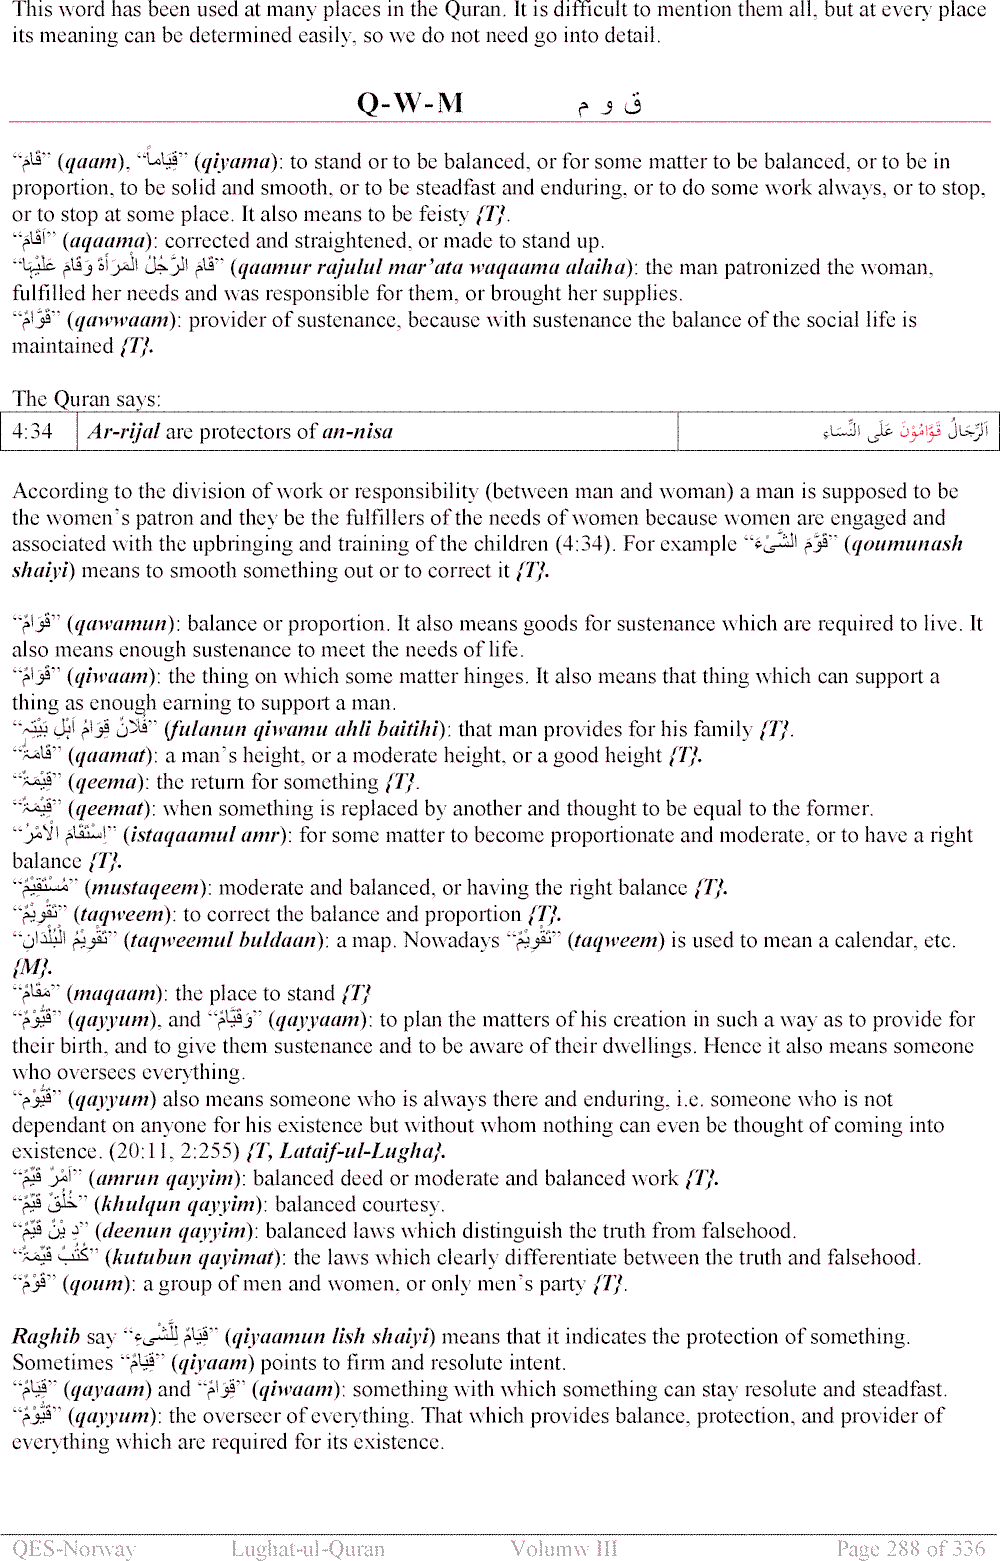 This word has been used at many places in the Quran. It is difficult to mention them all, but at every place
its meaning can be determined easily, so we do not need go into detail.
Q-W-M ق و م
“قَامَ” (qaam), “قِيَاماً” (qiyama): to stand or to be balanced, or for some matter to be balanced, or to be in
proportion, to be solid and smooth, or to be steadfast and enduring, or to do some work always, or to stop,
or to stop at some place. It also means to be feisty {T}.
“اَقَامَ” (aqaama): corrected and straightened, or made to stand up.
“قَامَ الرَّجُلُ الْمَرْأَةَ وَقَامَ عَلَيْہَا” (qaamur rajulul mar’ata waqaama alaiha): the man patronized the woman,
fulfilled her needs and was responsible for them, or brought her supplies.
“قَوَّامٌ” (qawwaam): provider of sustenance, because with sustenance the balance of the social life is
maintained {T}.
The Quran says:
4:34 Ar-rijal are protectors of an-nisa اَلرِّجَالُ قَوَّامُوْنَ عَلَى النِّسَاءِ
According to the division of work or responsibility (between man and woman) a man is supposed to be
the women’s patron and they be the fulfillers of the needs of women because women are engaged and
associated with the upbringing and training of the children (4:34). For example “قَوَّمَ الشَّىْءَ” (qoumunash
shaiyi) means to smooth something out or to correct it {T}.
“قَوَامٌ” (qawamun): balance or proportion. It also means goods for sustenance which are required to live. It
also means enough sustenance to meet the needs of life.
“قَوَامٌ” (qiwaam): the thing on which some matter hinges. It also means that thing which can support a
thing as enough earning to support a man.
“فُلَانٌ قِوَامُ اَہْلِ بَيْتِہٖ” (fulanun qiwamu ahli baitihi): that man provides for his family {T}.
“قَامَۃٌ” (qaamat): a man’s height, or a moderate height, or a good height {T}.
“قِيْمَۃٌ” (qeema): the return for something {T}.
“قِيْمَۃٌ” (qeemat): when something is replaced by another and thought to be equal to the former.
“اِسْتَقَامَ الْاَمْرُ” (istaqaamul amr): for some matter to become proportionate and moderate, or to have a right
balance {T}.
“مُسْتَقِيْمٌ” (mustaqeem): moderate and balanced, or having the right balance {T}.
“تَقْوِيْمٌ” (taqweem): to correct the balance and proportion {T}.
“تَقْوِيْمُ الْبُلْدَانِ” (taqweemul buldaan): a map. Nowadays “تَقْوِيْمٌ” (taqweem) is used to mean a calendar, etc.
{M}.
“مَقَامٌ” (maqaam): the place to stand {T}
“قَيُّوْمٌ” (qayyum), and “وَقَيَّامٌ” (qayyaam): to plan the matters of his creation in such a way as to provide for
their birth, and to give them sustenance and to be aware of their dwellings. Hence it also means someone
who oversees everything.
“قَيُّوْم” (qayyum) also means someone who is always there and enduring, i.e. someone who is not
dependant on anyone for his existence but without whom nothing can even be thought of coming into
existence. (20:11, 2:255) {T, Lataif-ul-Lugha}.
“اَمْرٌ قَيِّمٌ” (amrun qayyim): balanced deed or moderate and balanced work {T}.
“خُلُقٌ قَيِّمٌ” (khulqun qayyim): balanced courtesy.
“دِ يْنٌ قَيِّمٌ” (deenun qayyim): balanced laws which distinguish the truth from falsehood.
“كُتُبٌ قَيِّمَۃٌ” (kutubun qayimat): the laws which clearly differentiate between the truth and falsehood.
“قَوْمٌ” (qoum): a group of men and women, or only men’s party {T}.
Raghib say “قِيَامٌ لِلَّشْىءِ” (qiyaamun lish shaiyi) means that it indicates the protection of something.
Sometimes “قِيَامٌ” (qiyaam) points to firm and resolute intent.
“قِيَامٌ” (qayaam) and “قِوَامٌ” (qiwaam): something with which something can stay resolute and steadfast.
“قَيُّوْمٌ” (qayyum): the overseer of everything. That which provides balance, protection, and provider of
everything which are required for its existence.
QES-Norway Lughat-ul-Quran Volumw III Page 288 of 336